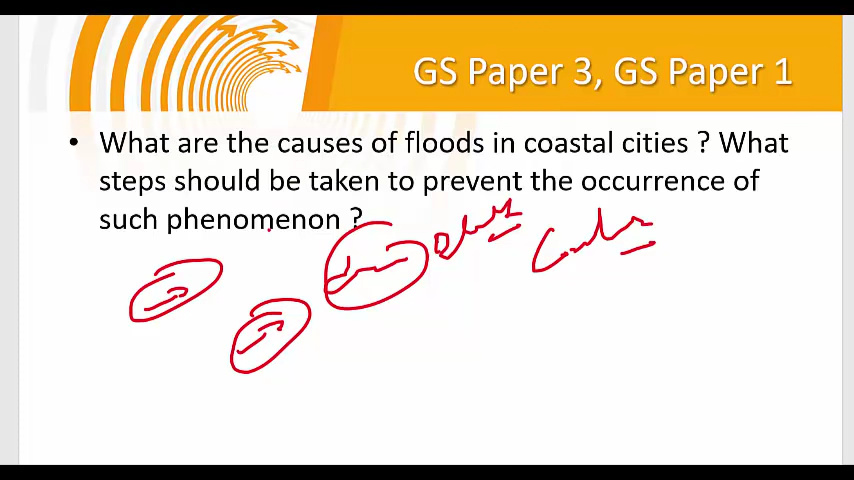 GS Paper 3, GS Paper 1
• What are the causes of floods in coastal cities ? What
steps should be taken to prevent the occurrence of
such phenomenon ?